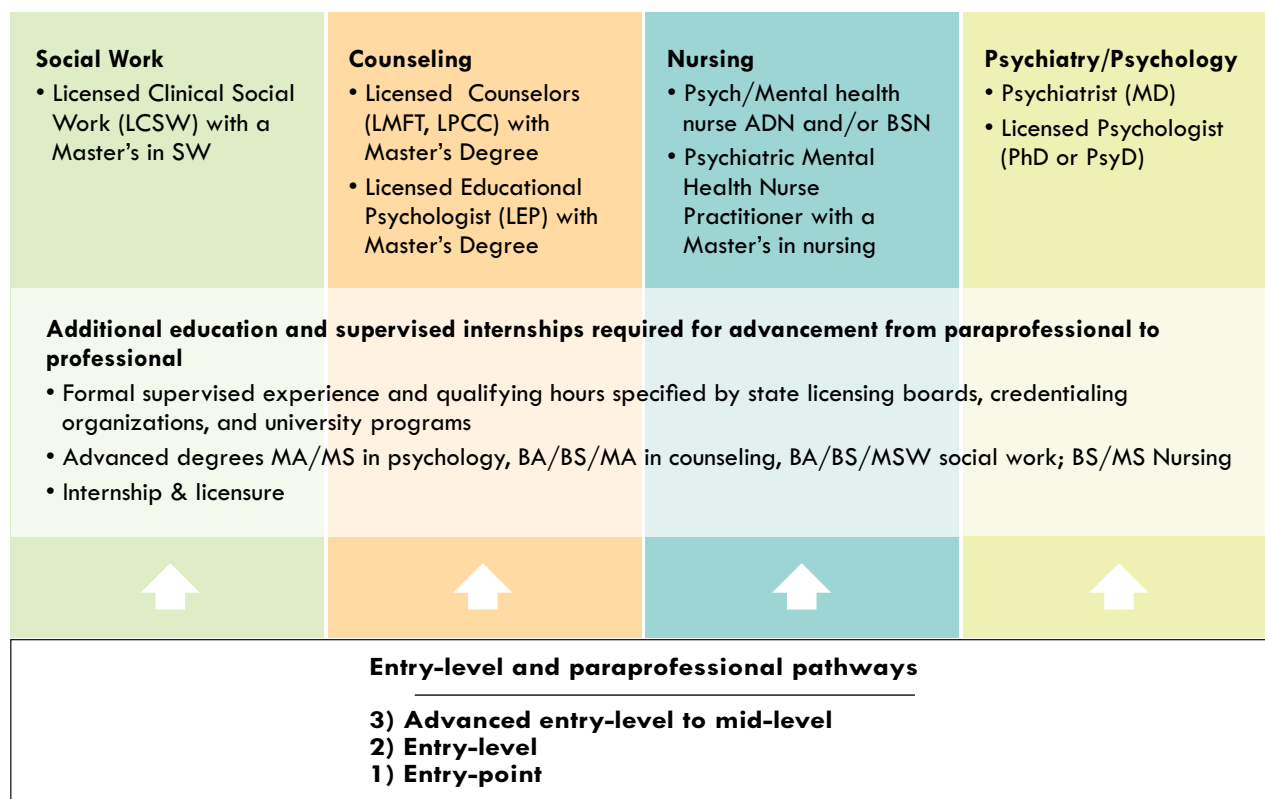 Social Work
• Licensed Clinical Social
Work (LCSW) with a
Master's in SW
Counseling
• Licensed Counselors
(LMFT, LPCC) with
Master's Degree
• Licensed Educational
Psychologist (LEP) with
Master's Degree
Nursing
• Psych/Mental health
nurse ADN and/or BSN
• Psychiatric Mental
Health Nurse
Practitioner with a
Master's in nursing
Psychiatry/Psychology
• Psychiatrist (MD)
• Licensed Psychologist
(PhD or PsyD)
Additional education and supervised internships required for advancement from paraprofessional to
professional
• Formal supervised experience and qualifying hours specified by state licensing boards, credentialing
organizations, and university programs
• Advanced degrees MA/MS in psychology, BA/BS/MA in counseling, BA/BS/MSW social work; BS/MS Nursing
• Internship & licensure
Entry-level and paraprofessional pathways
3) Advanced entry-level to mid-level
2) Entry-level
1) Entry-point